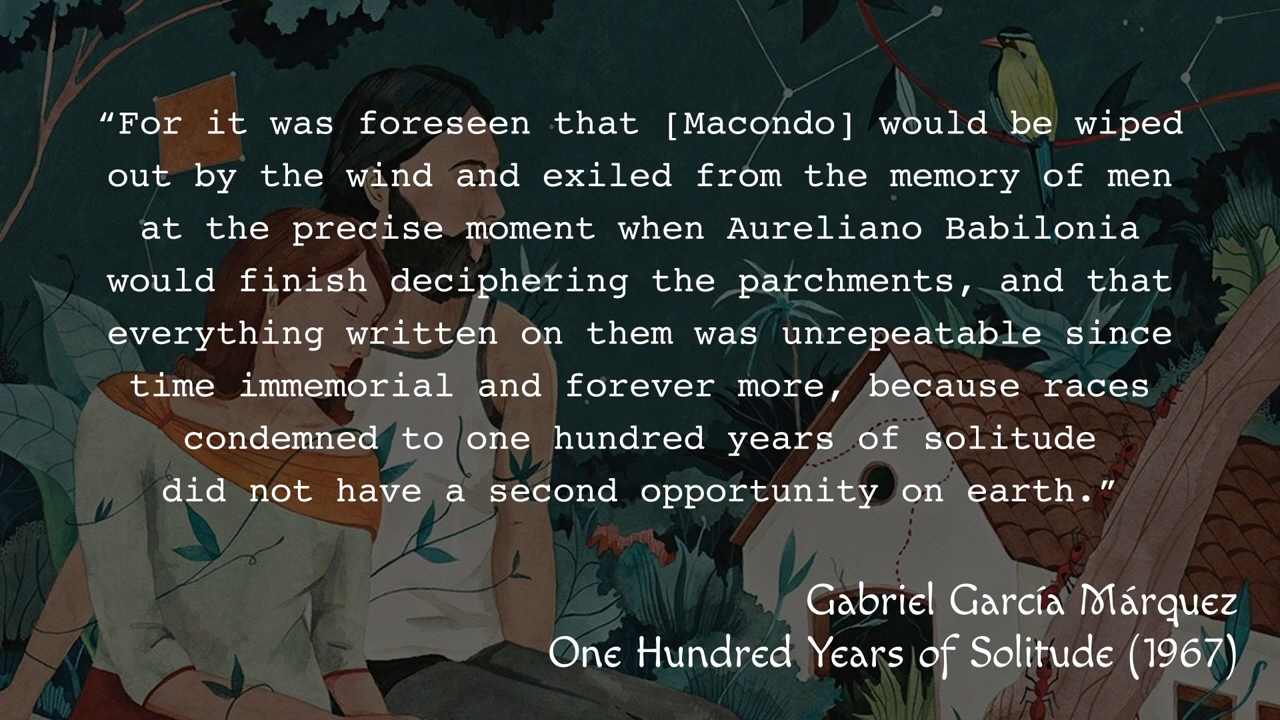 “For it was foreseen that [Macondo] would be wiped
out by the wind and exiled from the memory of men
at the precise moment when Aureliano Babilonia
would finish deciphering the parchments, and that
everything written on them was unrepeatable since
time immemorial and forever more, because races
condemned to one hundred years of solitude
did not have a second opportunity on earth.”
Gabriel García Márquez
One Hundred Years of Solitude (1967)